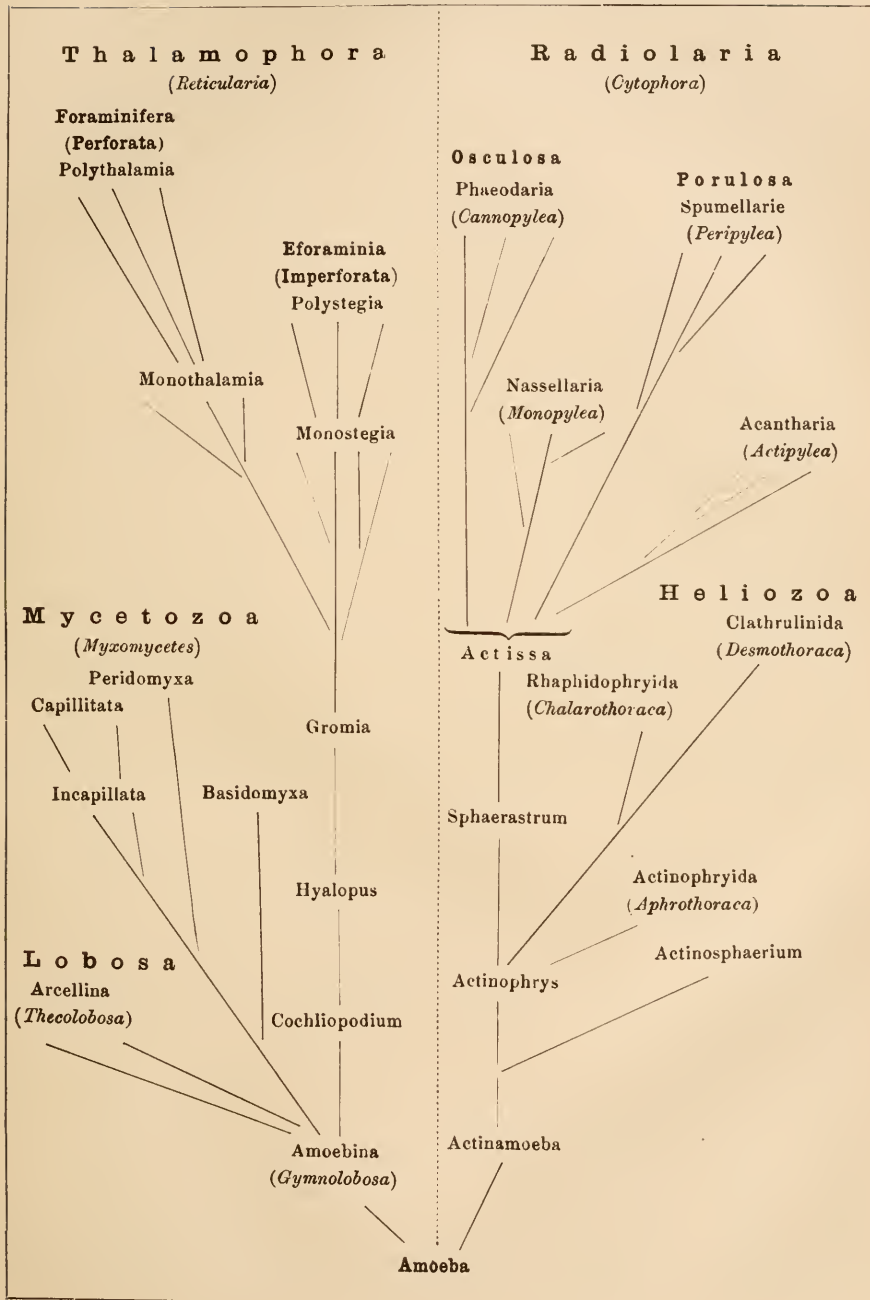 Thalamophora
(Reticularia)
Foraminifera
(Perforata)
Polythalamia
Eforaminia
(Imperforata)
Polystegia
Monothalamia
Monostegia
Mycetozoa
(Myxomycetes)
Peridomyxa
Capillitata
Gromia
Incapillata
Basidomyxa
Hyalopus
Lobosa
Arcellina
(Thecolobosa)
Cochliopodium
Amoebina
(Gymnolobosa)
Radiolaria
(Cytophora)
Osculosa
Phaeodaria
(Cannopylea)
Porulosa
Spumellarie
(Peripylea)
Nassellaria
(Monopylea)
Acantharia
(Actipylea)
Heliozoa
Clathrulinida
(Desmothoraca)
Actissa
Rhaphidophryida
(Chalarothoraca)
Sphaerastrum
Actinophryida
(Aphrothoraca)
Actinosphaerium
Actinophrys
Actinamoeba
Amoeba